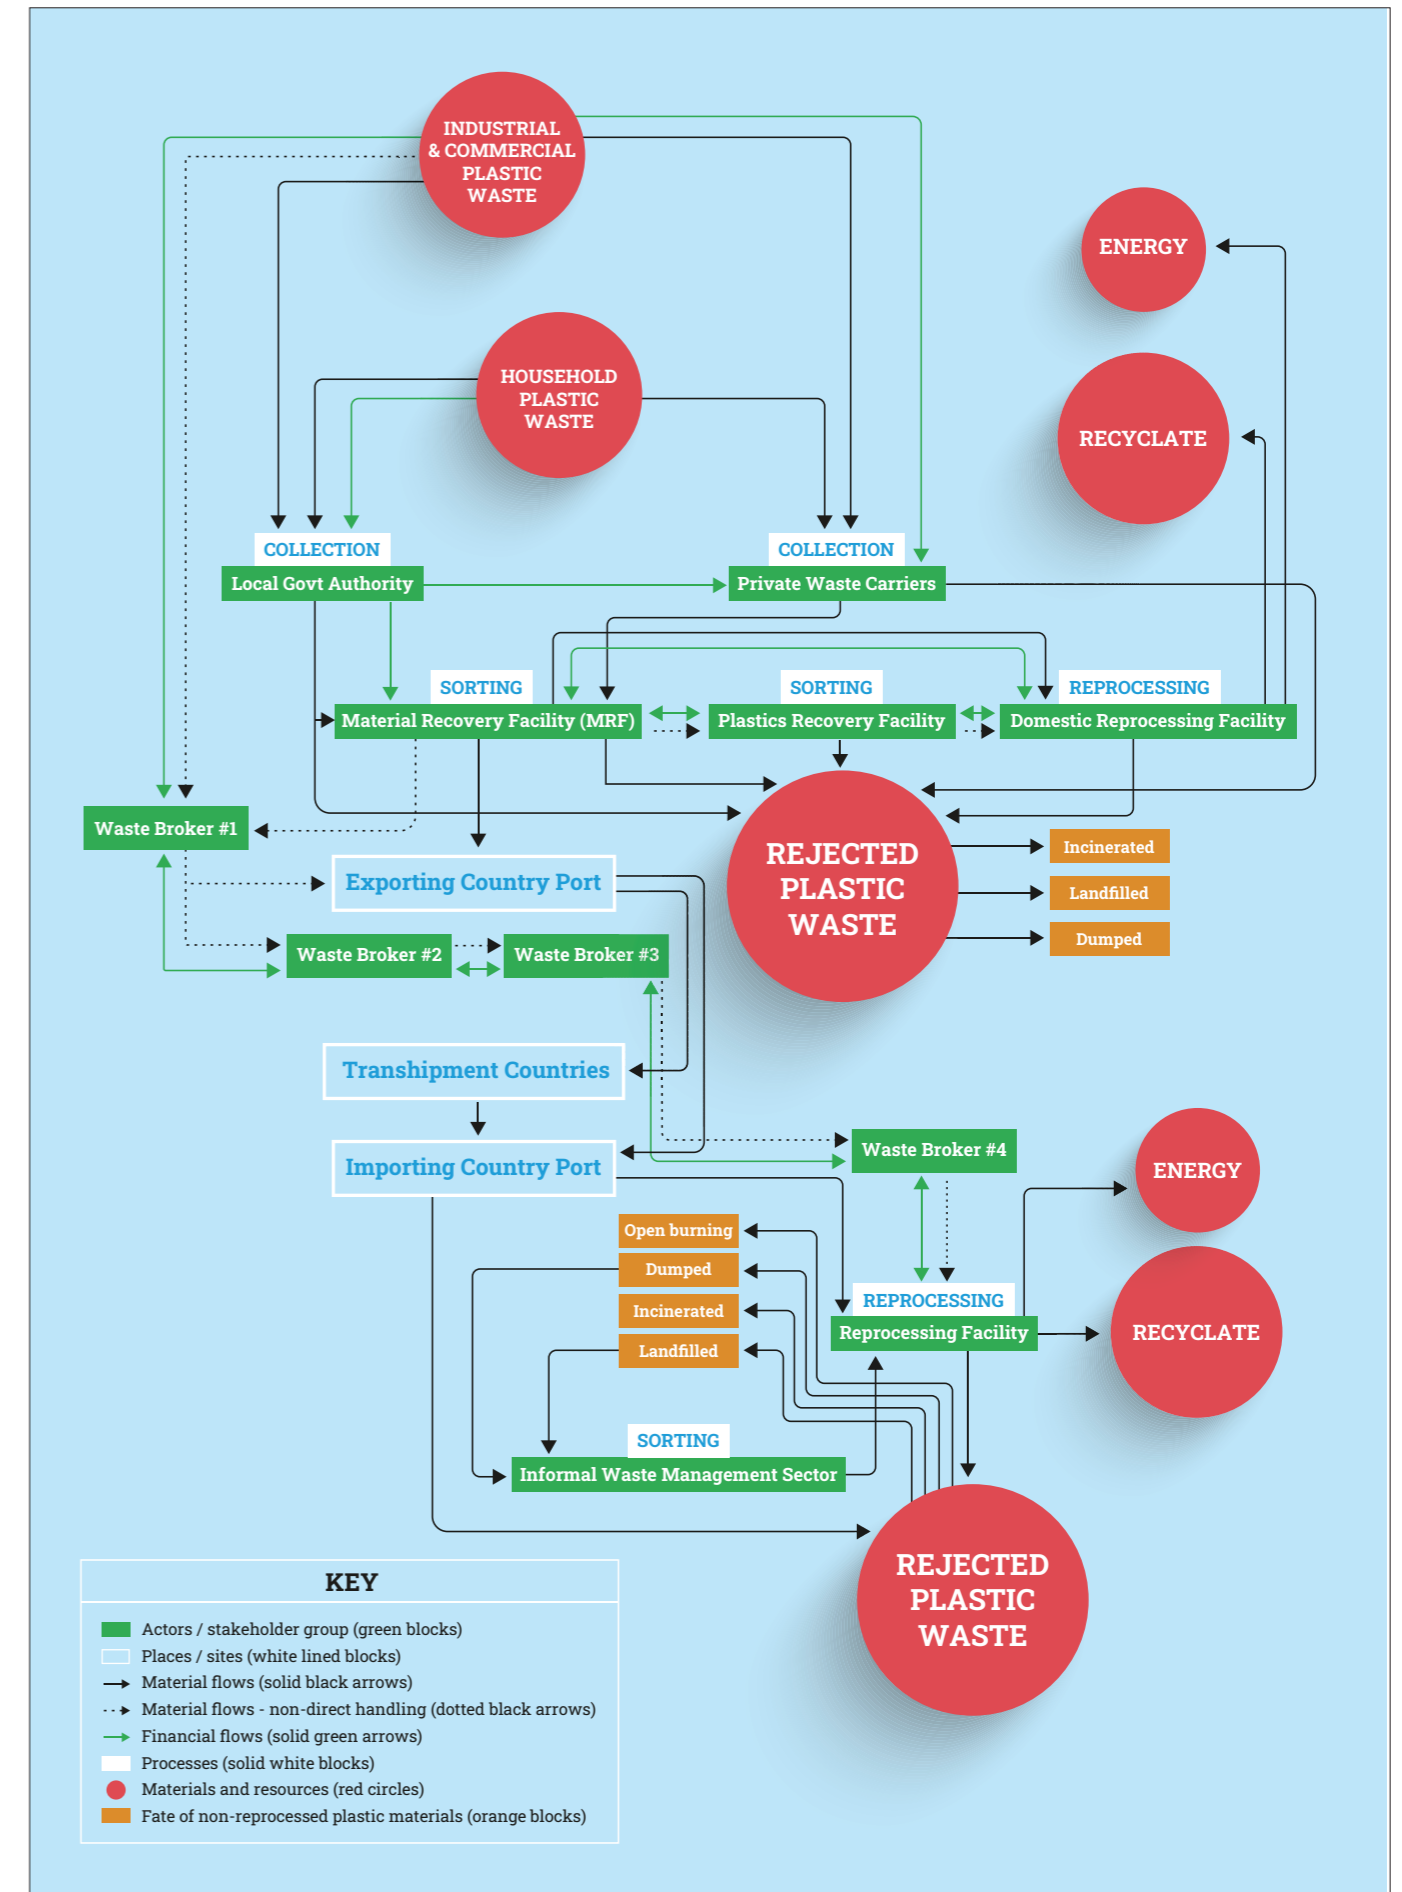 INDUSTRIAL
& COMMERCIAL
PLASTIC
WASTE
ENERGY
HOUSEHOLD
PLASTIC
WASTE
RECYCLATE
COLLECTION
Local Govt Authority
COLLECTION
Private Waste Carriers
SORTING
Material Recovery Facility (MRF)
SORTING
Plastics Recovery Facility
REPROCESSING
Domestic Reprocessing Facility
Waste Broker #1
Exporting Country Port
REJECTED
PLASTIC
WASTE
Incinerated
Landfilled
Dumped
Waste Broker #2
Waste Broker #3
Transhipment Countries
Importing Country Port
Waste Broker #4
ENERGY
Open burning
Dumped
Incinerated
Landfilled
REPROCESSING
Reprocessing Facility
RECYCLATE
SORTING
Informal Waste Management Sector
REJECTED
PLASTIC
WASTE
KEY
Actors / stakeholder group (green blocks)
Places / sites (white lined blocks)
Material flows (solid black arrows)
Material flows - non-direct handling (dotted black arrows)
Financial flows (solid green arrows)
Processes (solid white blocks)
Materials and resources (red circles)
Fate of non-reprocessed plastic materials (orange blocks)